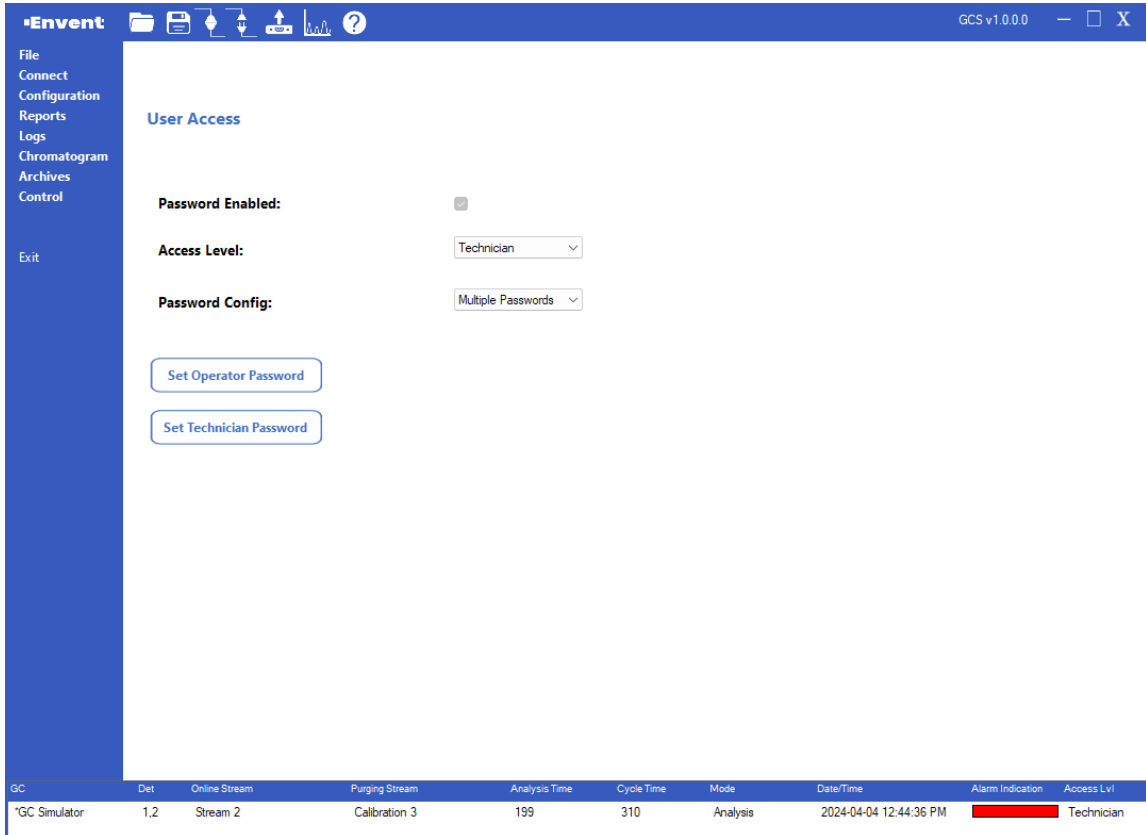 Envent
GCS v1.0.0.0
File
Connect
Configuration
Reports
Logs
Chromatogram
Archives
Control
Exit
User Access
Password Enabled:
Access Level: Technician
Password Config: Multiple Passwords
Set Operator Password
Set Technician Password
GC Det Online Stream Purging Stream Analysis Time Cycle Time Mode Date/Time Alarm Indication Access Lvl
*GC Simulator 1,2 Stream 2 Calibration 3 199 310 Analysis 2024-04-04 12:44:36 PM Technician